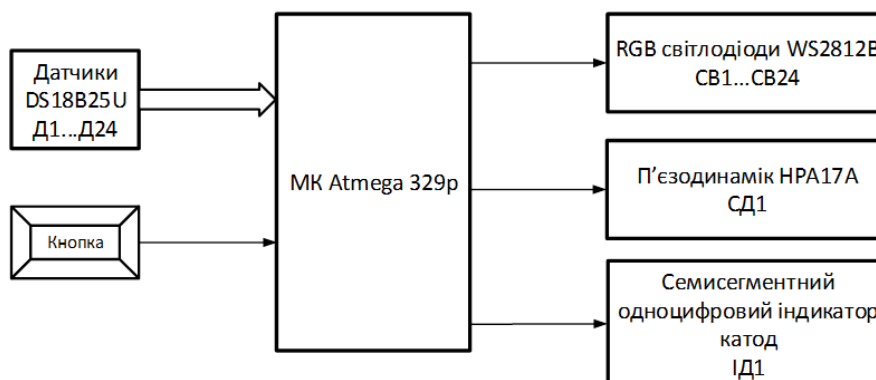 Датчики
DS18B25U
Д1...Д24
Кнопка
МК Atmega 329p
RGB світлодіоди WS2812B
СВ1...СВ24
П’єзодинамік HPA17A
СД1
Семисегментний
одноцифровий індикатор
катод
ІД1